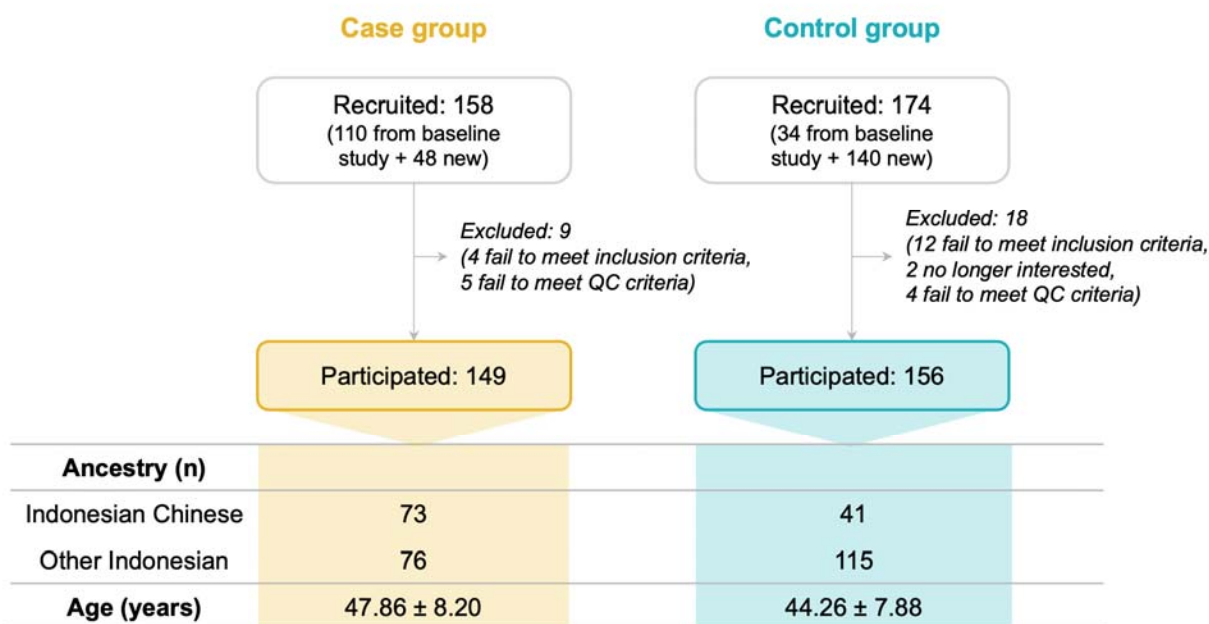 Case group
Control group
Recruited: 158
(110 from baseline
study + 48 new)
Recruited: 174
(34 from baseline
study + 140 new)
Excluded: 9
(4 fail to meet inclusion criteria,
5 fail to meet QC criteria)
Excluded: 18
(12 fail to meet inclusion criteria,
2 no longer interested,
4 fail to meet QC criteria)
Participated: 149
Participated: 156
Ancestry (n)
Indonesian Chinese 73 41
Other Indonesian 76 115
Age (years) 47.86 ± 8.20 44.26 ± 7.88